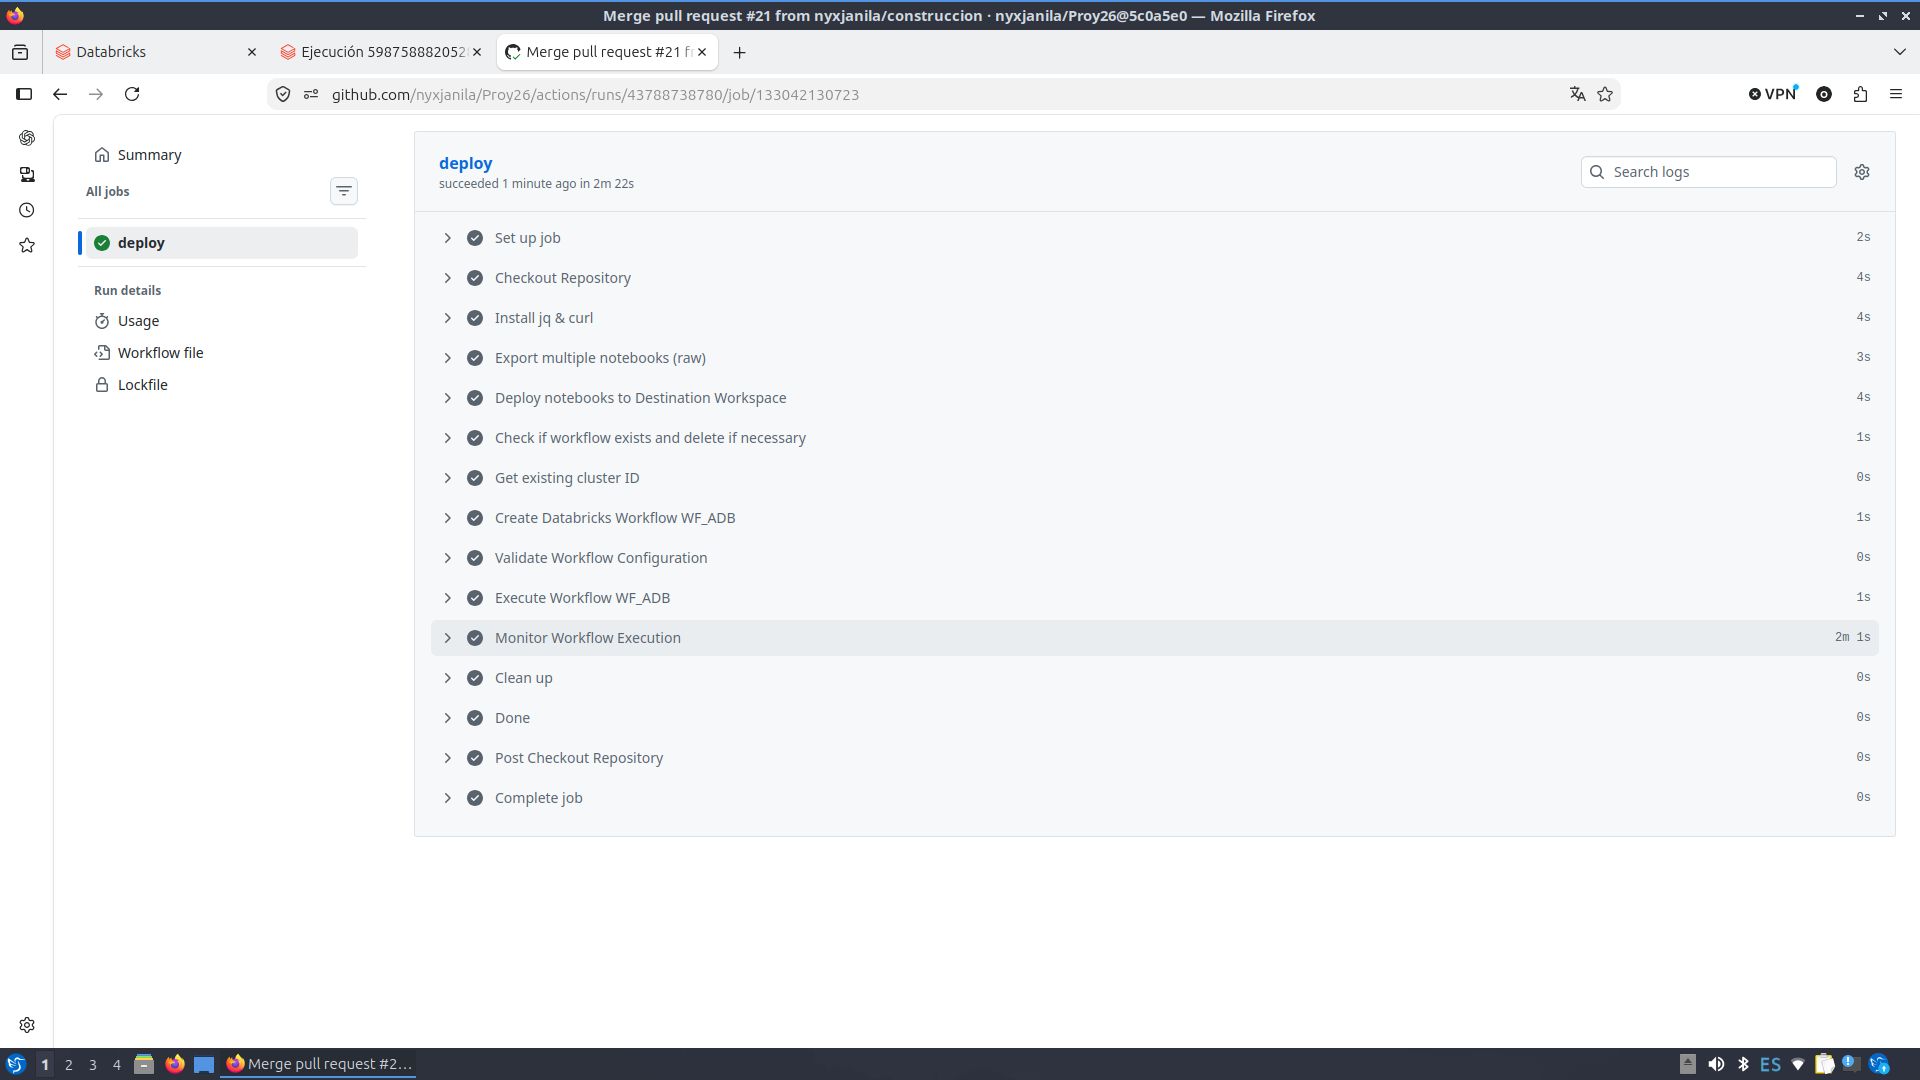 Merge pull request #21 from nyxjanila/construccion · nyxjanila/Proy26@5c0a5e0 — Mozilla Firefox
Databricks
Ejecución 59875888205
Merge pull request #21 f
github.com/nyxjanila/Proy26/actions/runs/43788738780/job/133042130723
VPN
Summary
All jobs
deploy
Run details
Usage
Workflow file
Lockfile
deploy
succeeded 1 minute ago in 2m 22s
Search logs
Set up job 2s
Checkout Repository 4s
Install jq & curl 4s
Export multiple notebooks (raw) 3s
Deploy notebooks to Destination Workspace 4s
Check if workflow exists and delete if necessary 1s
Get existing cluster ID 0s
Create Databricks Workflow WF_ADB 1s
Validate Workflow Configuration 0s
Execute Workflow WF_ADB 1s
Monitor Workflow Execution 2m 1s
Clean up 0s
Done 0s
Post Checkout Repository 0s
Complete job 0s
1 2 3 4 Merge pull request #2... ES